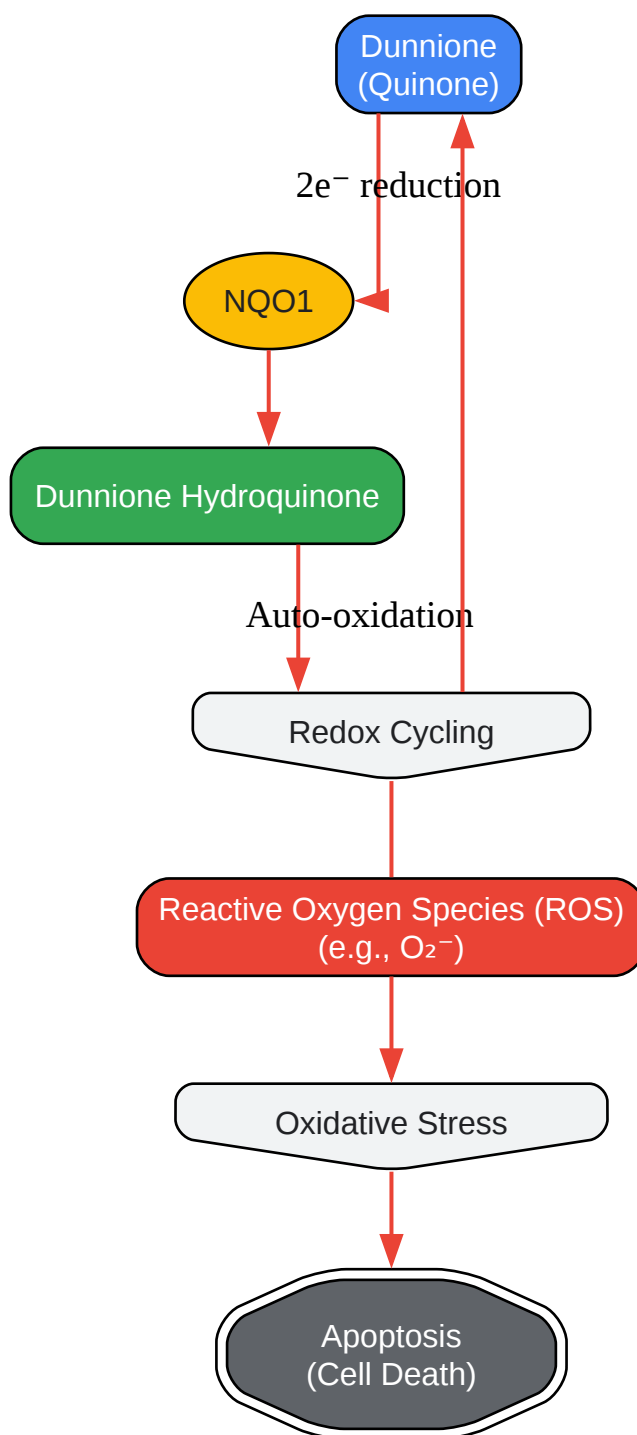 Dunnione
(Quinone)
2e⁻ reduction
NQO1
Dunnione Hydroquinone
Auto-oxidation
Redox Cycling
Reactive Oxygen Species (ROS)
(e.g., O₂⁻)
Oxidative Stress
Apoptosis
(Cell Death)